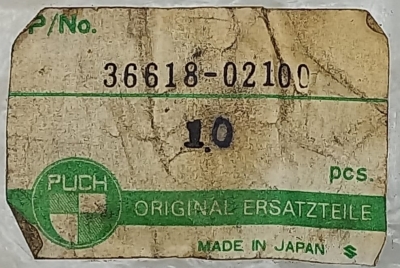 P/No.
36618-02100
10
pcs.
PUCH
ORIGINAL ERSATZTEILE
MADE IN JAPAN